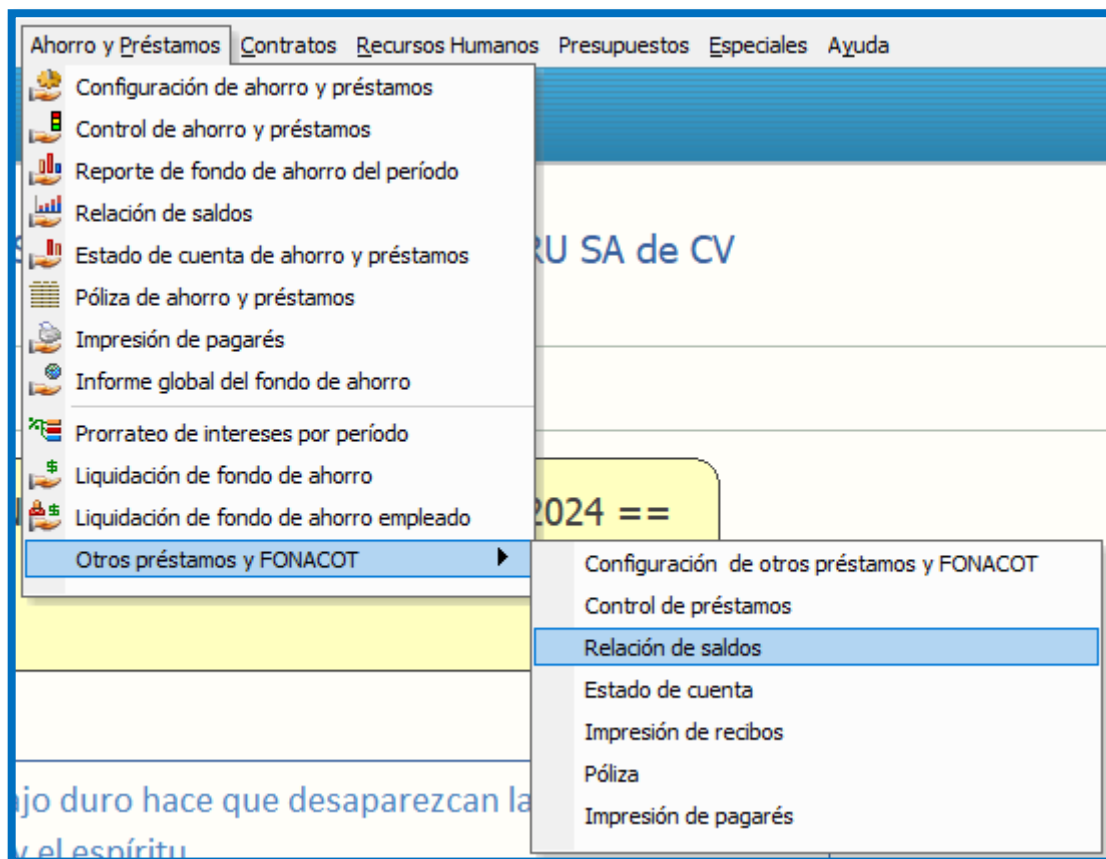 Ahorro y Préstamos Contratos Recursos Humanos Presupuestos Especiales Ayuda
Configuración de ahorro y préstamos
Control de ahorro y préstamos
Reporte de fondo de ahorro del período
Relación de saldos
Estado de cuenta de ahorro y préstamos
Póliza de ahorro y préstamos
Impresión de pagarés
Informe global del fondo de ahorro
Prorrateo de intereses por período
Liquidación de fondo de ahorro
Liquidación de fondo de ahorro empleado
Otros préstamos y FONACOT
Configuración de otros préstamos y FONACOT
Control de préstamos
Relación de saldos
Estado de cuenta
Impresión de recibos
Póliza
Impresión de pagarés
RU SA de CV
2024 ==
duro hace que desaparezcan la
y el espíritu